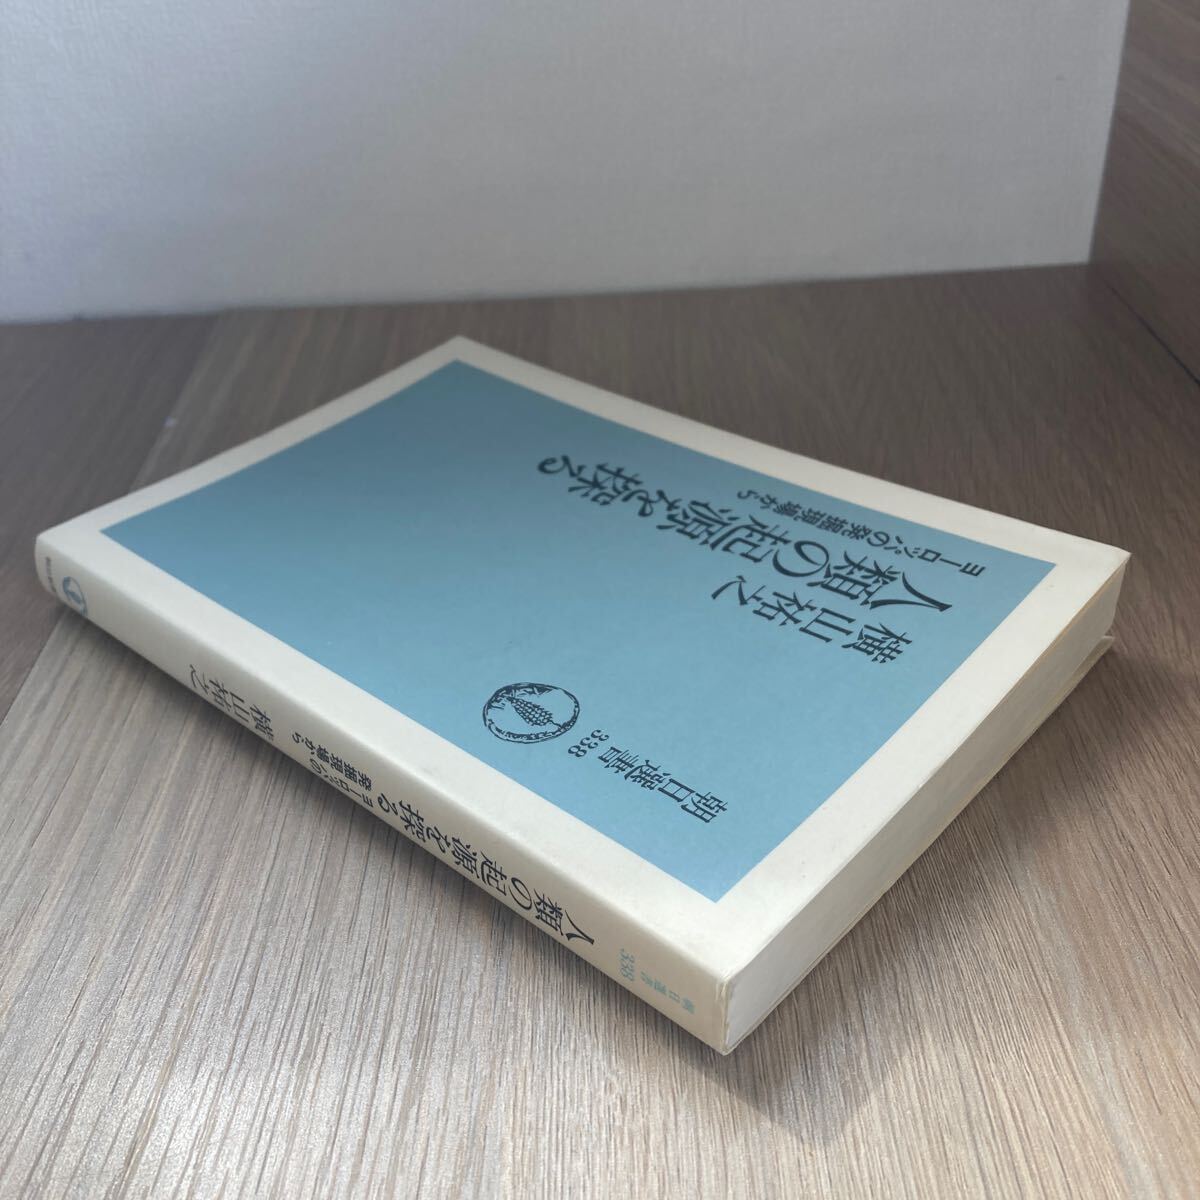 人類の起源を探る
ヨーロッパの発掘現場から
横山祐之
朝日選書
338
朝日選書
338
人類の起源を探る
ヨーロッパの
発掘現場から
横山祐之